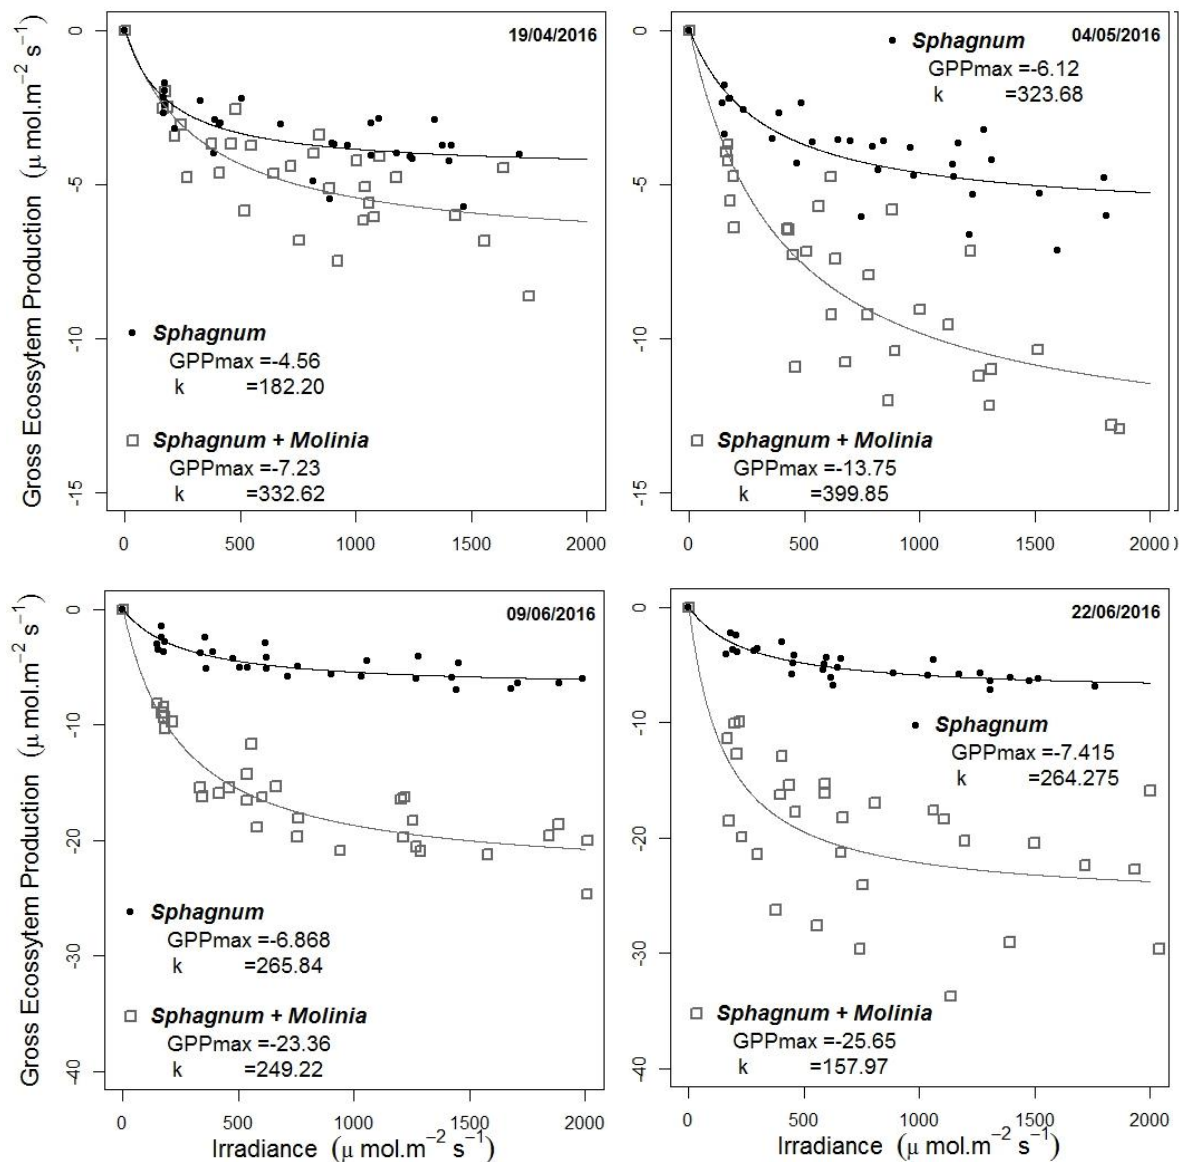 Gross Ecossytem Production (μ mol.m−2 s−1)
0
-5
-10
-15
19/04/2016
Sphagnum
GPPmax =-4.56
k =182.20
Sphagnum + Molinia
GPPmax =-7.23
k =332.62
0 500 1000 1500 2000
0
-5
-10
-15
04/05/2016
Sphagnum
GPPmax =-6.12
k =323.68
Sphagnum + Molinia
GPPmax =-13.75
k =399.85
0 500 1000 1500 2000
Gross Ecossytem Production (μ mol.m−2 s−1)
0
-10
-20
-30
-40
09/06/2016
Sphagnum
GPPmax =-6.868
k =265.84
Sphagnum + Molinia
GPPmax =-23.36
k =249.22
0 500 1000 1500 2000
Irradiance (μ mol.m−2 s−1)
0
-10
-20
-30
-40
22/06/2016
Sphagnum
GPPmax =-7.415
k =264.275
Sphagnum + Molinia
GPPmax =-25.65
k =157.97
0 500 1000 1500 2000
Irradiance (μ mol.m−2 s−1)